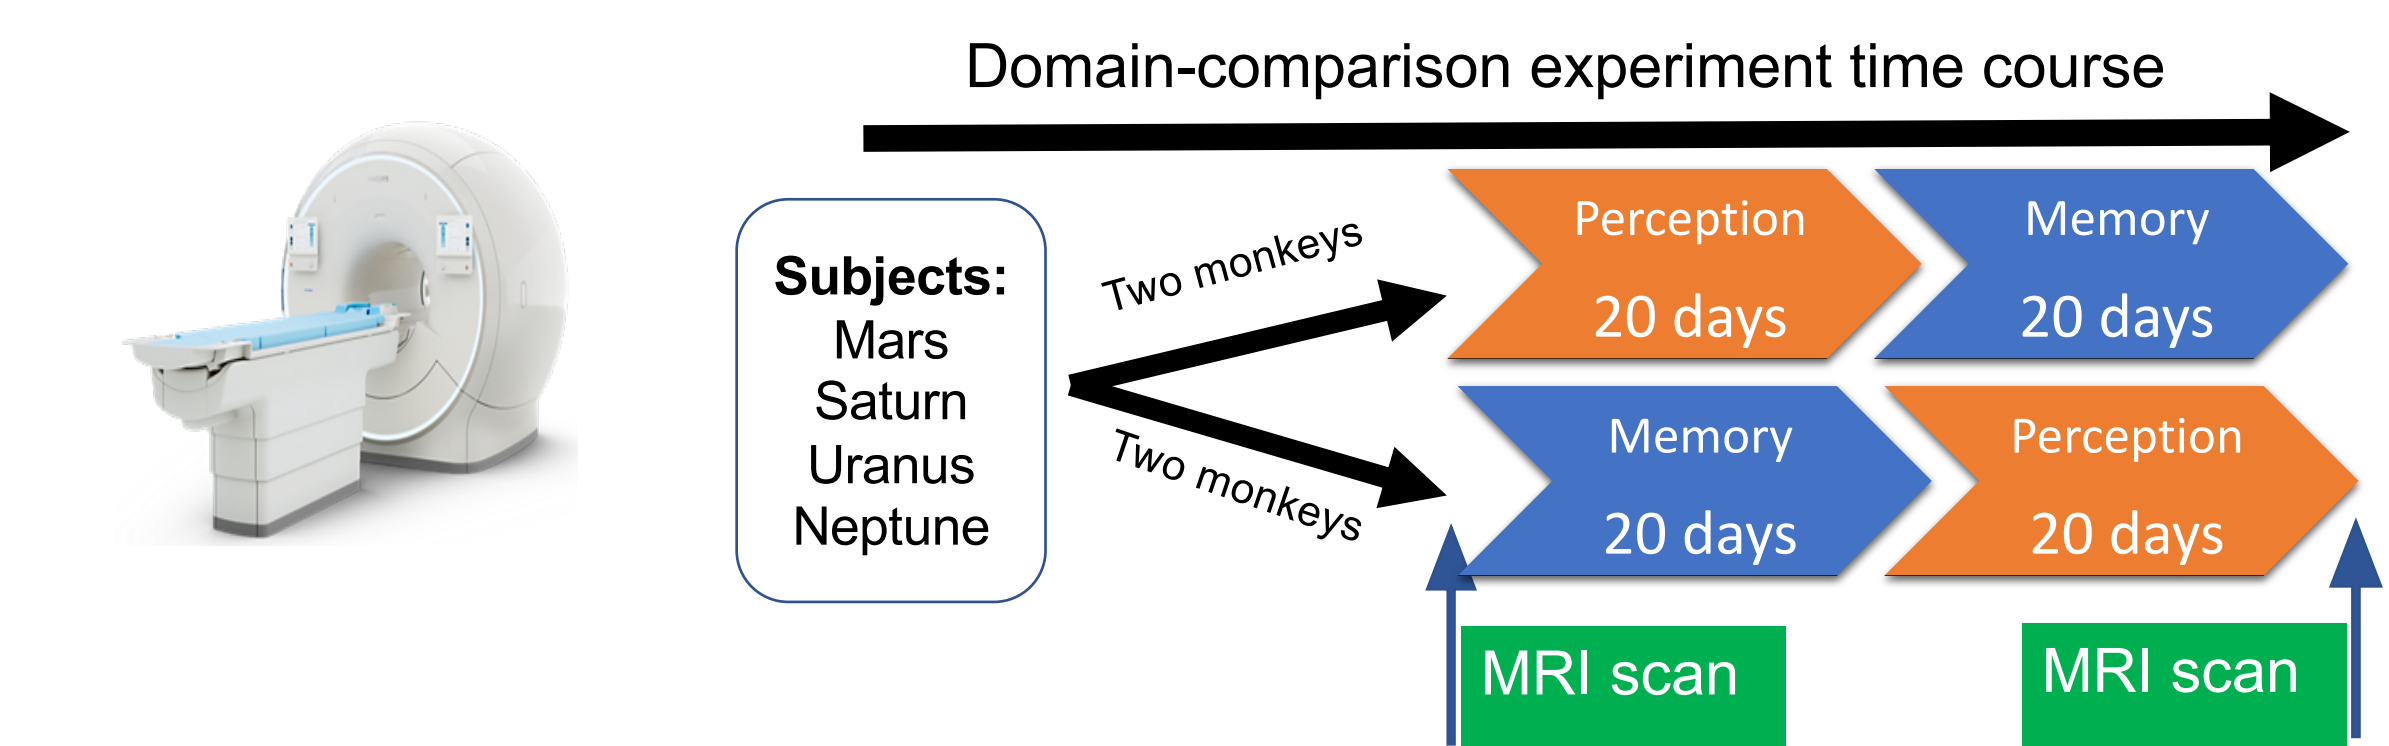 Domain-comparison experiment time course
Subjects:
Mars
Saturn
Uranus
Neptune
Two monkeys
Two monkeys
Perception
20 days
Memory
20 days
Memory
20 days
Perception
20 days
MRI scan
MRI scan